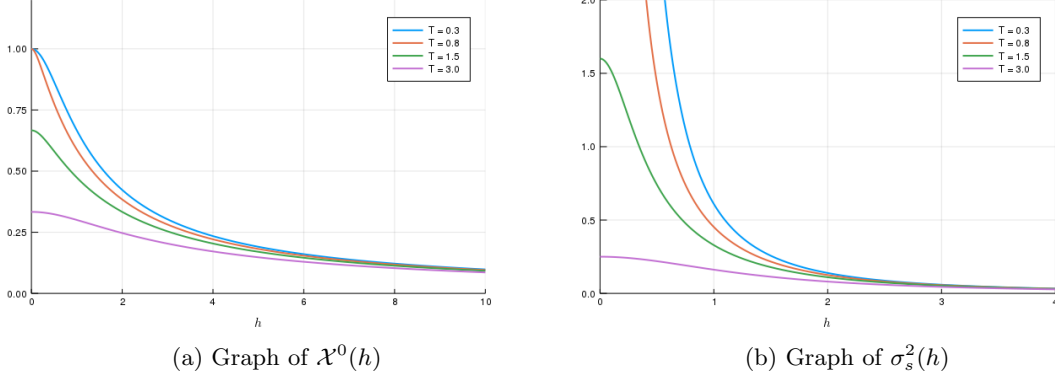 1.00
0.75
0.50
0.25
0.00
0
2
4
6
8
10
h
T = 0.3
T = 0.8
T = 1.5
T = 3.0
(a) Graph of 𝒳⁰(h)
2.0
1.5
1.0
0.5
0.0
0
1
2
3
4
h
T = 0.3
T = 0.8
T = 1.5
T = 3.0
(b) Graph of σₛ²(h)